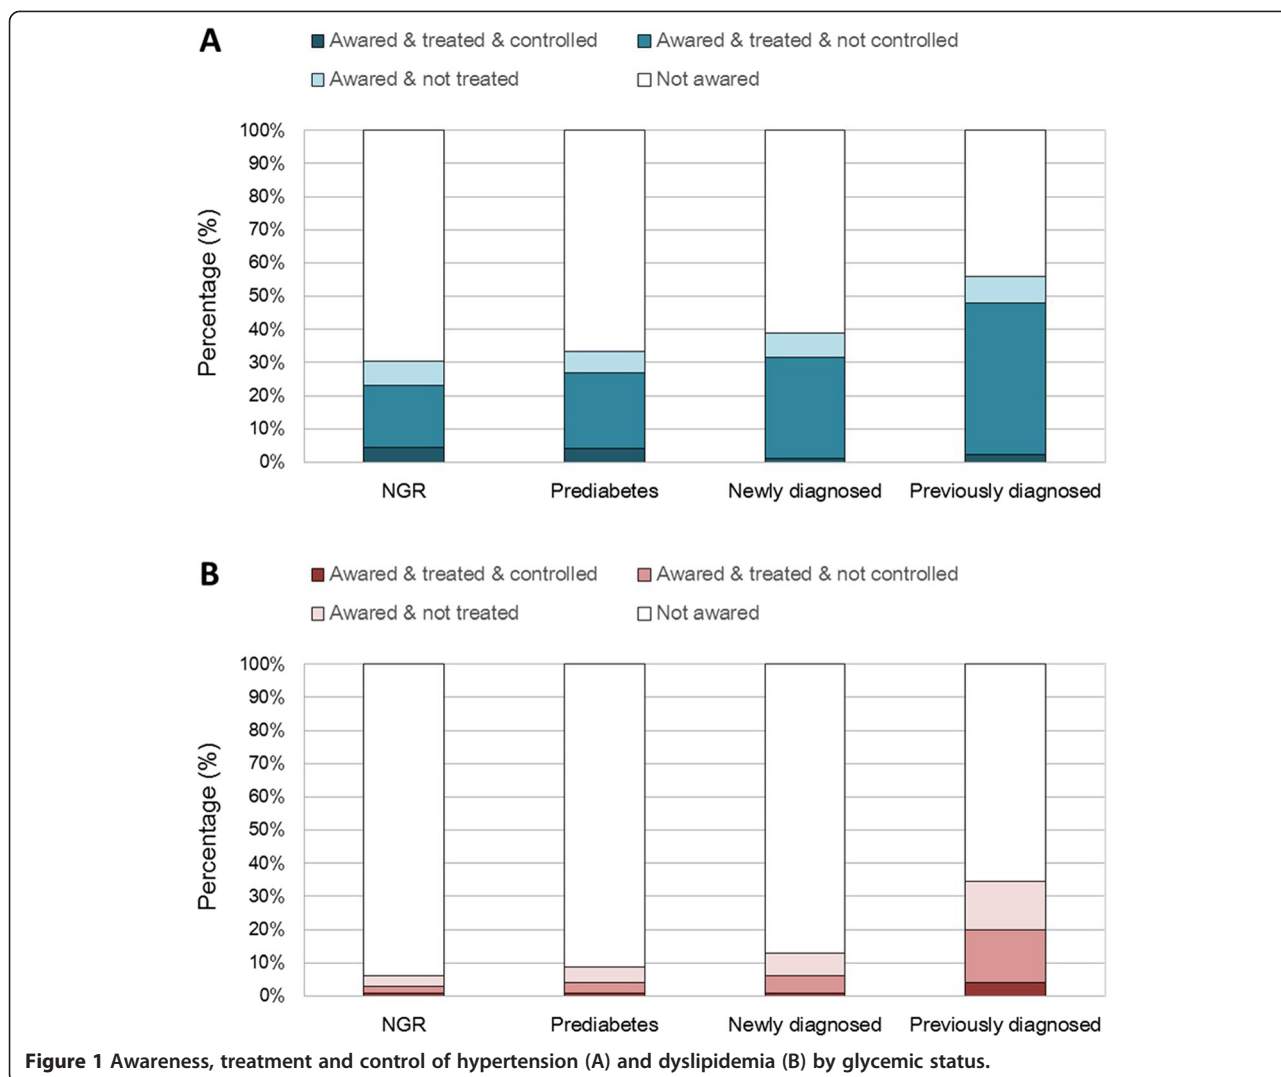 A
Awared & treated & controlled
Awared & treated & not controlled
Awared & not treated
Not awared
Percentage (%)
100%
90%
80%
70%
60%
50%
40%
30%
20%
10%
0%
NGR
Prediabetes
Newly diagnosed
Previously diagnosed
B
Awared & treated & controlled
Awared & treated & not controlled
Awared & not treated
Not awared
Percentage (%)
100%
90%
80%
70%
60%
50%
40%
30%
20%
10%
0%
NGR
Prediabetes
Newly diagnosed
Previously diagnosed
Figure 1 Awareness, treatment and control of hypertension (A) and dyslipidemia (B) by glycemic status.